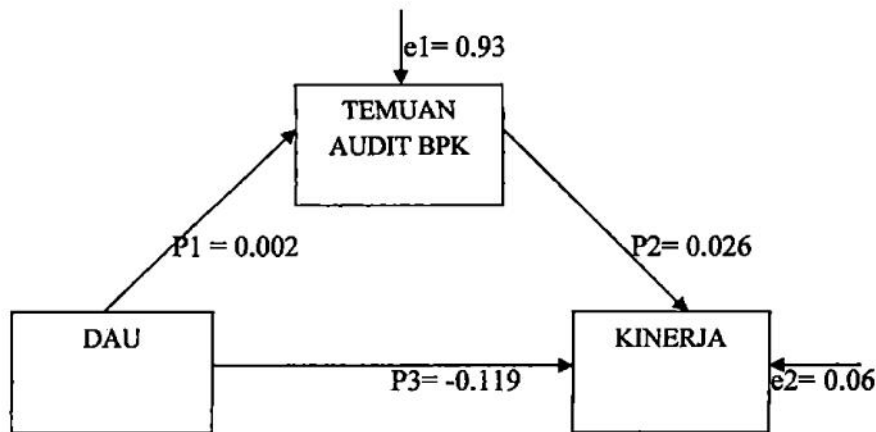 e1= 0.93
TEMUAN
AUDIT BPK
P1 = 0.002
P2= 0.026
DAU
KINERJA
P3= -0.119
e2= 0.06